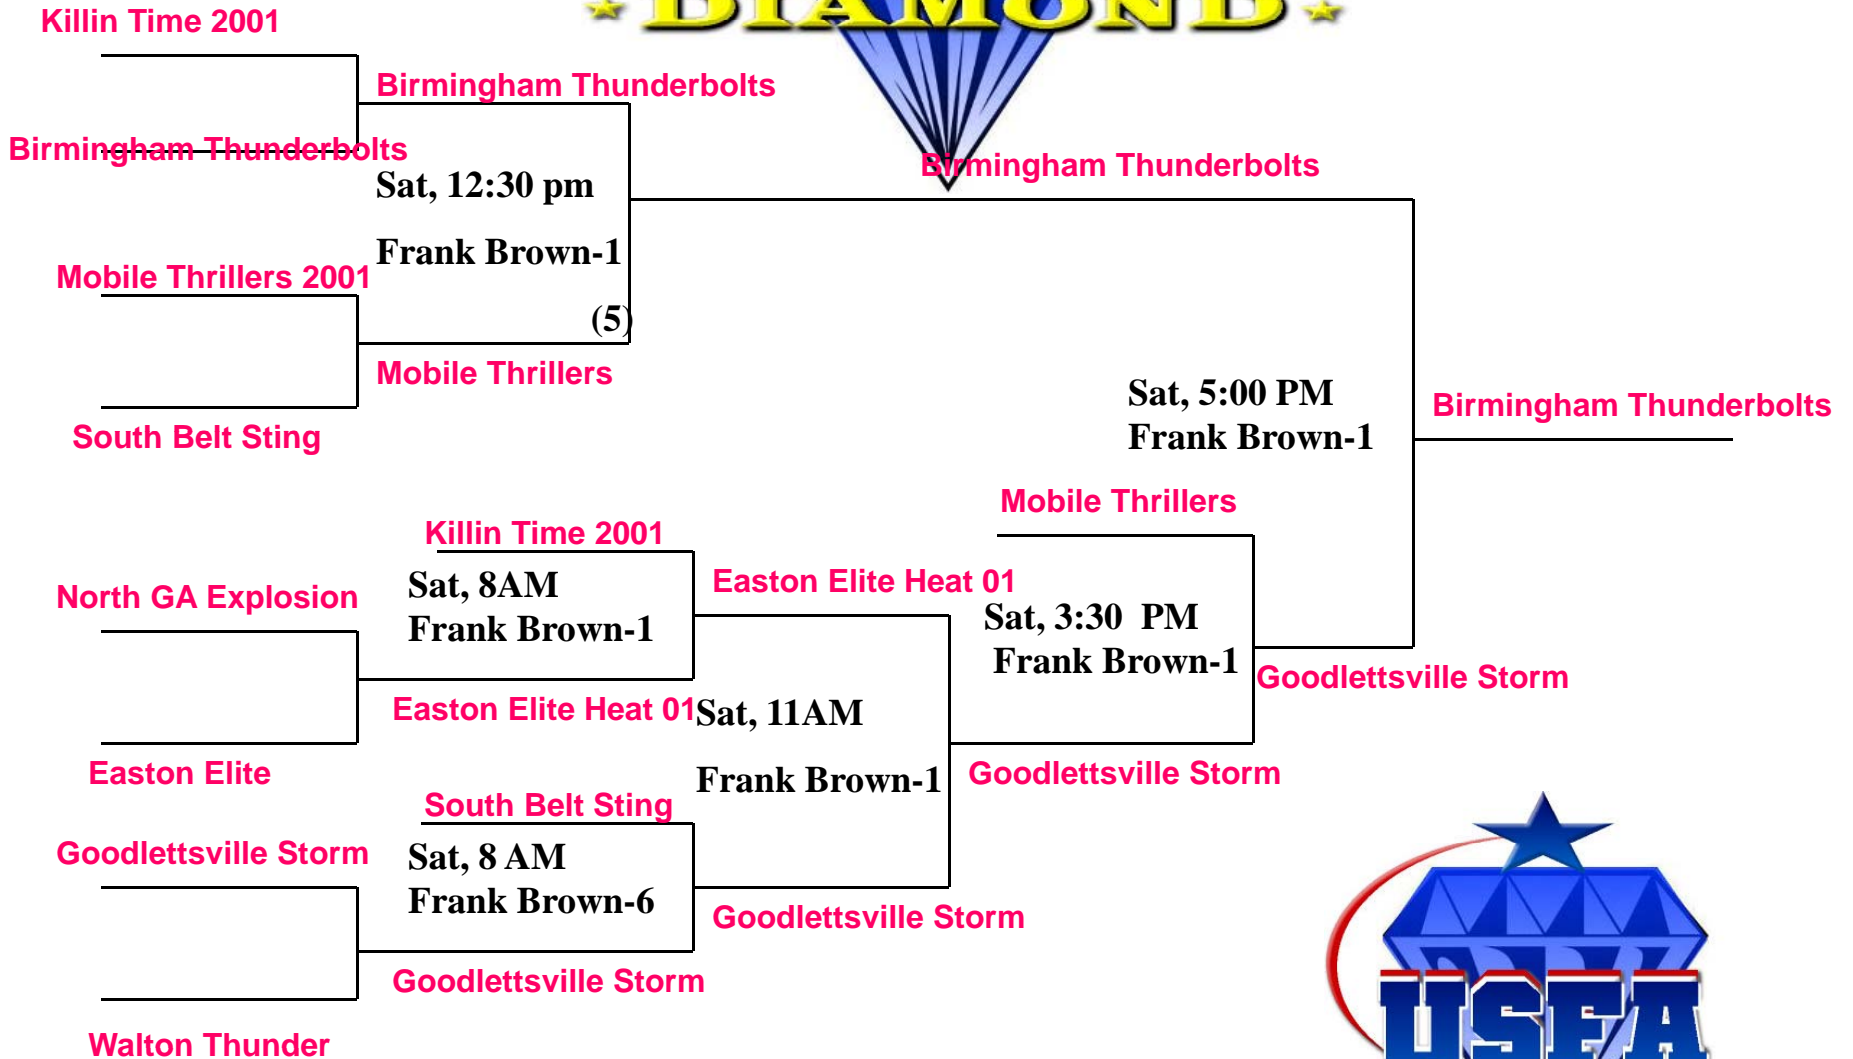 Killin Time 2001
DIAMOND
Birmingham Thunderbolts
Birmingham Thunderbolts
Birmingham Thunderbolts
Sat, 12:30 pm
Frank Brown-1
Mobile Thrillers 2001
(5)
Mobile Thrillers
South Belt Sting
Sat, 5:00 PM
Frank Brown-1
Birmingham Thunderbolts
Mobile Thrillers
Killin Time 2001
North GA Explosion
Sat, 8AM
Frank Brown-1
Easton Elite Heat 01
Sat, 3:30 PM
Frank Brown-1
Goodlettsville Storm
Easton Elite Heat 01
Sat, 11AM
Frank Brown-1
Easton Elite
Goodlettsville Storm
South Belt Sting
Goodlettsville Storm
Sat, 8 AM
Frank Brown-6
Goodlettsville Storm
Goodlettsville Storm
Walton Thunder
USFA